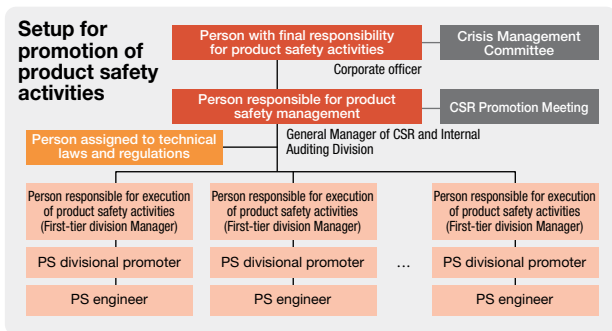 Setup for
promotion of
product safety
activities
Person with final responsibility
for product safety activities
Crisis Management
Committee
Corporate officer
Person responsible for product
safety management
CSR Promotion Meeting
General Manager of CSR and Internal
Auditing Division
Person assigned to technical
laws and regulations
Person responsible for execution
of product safety activities
(First-tier division Manager)
Person responsible for execution
of product safety activities
(First-tier division Manager)
Person responsible for execution
of product safety activities
(First-tier division Manager)
PS divisional promoter
PS divisional promoter
...
PS divisional promoter
PS engineer
PS engineer
PS engineer